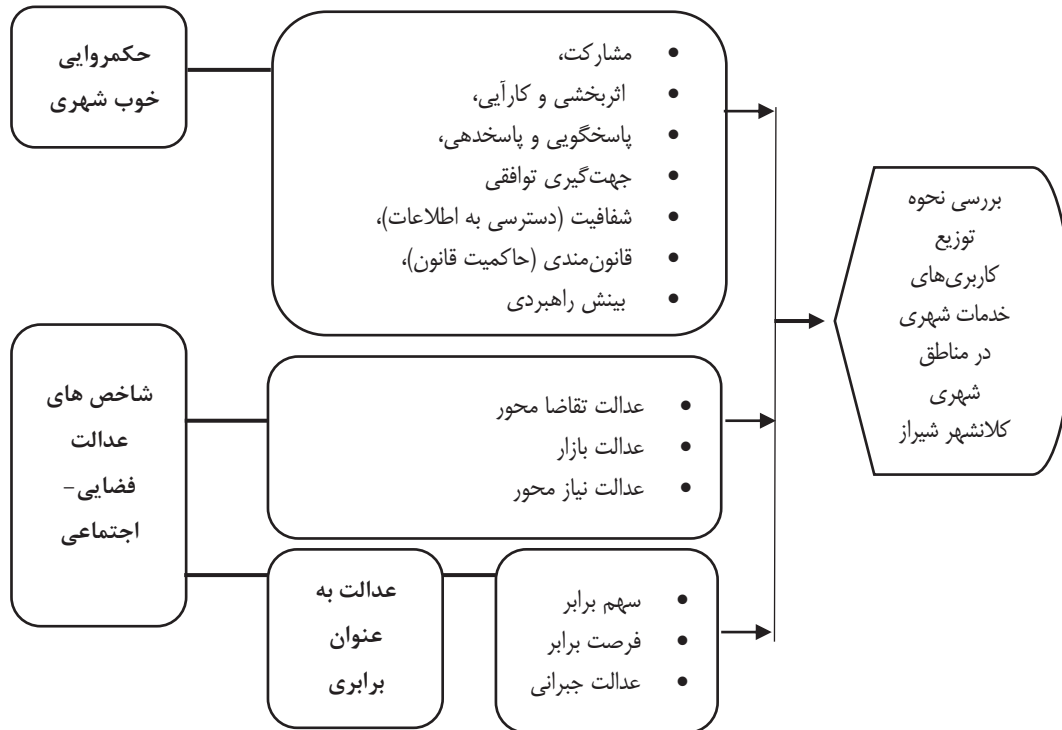 حکمروایی
خوب شهری
• مشارکت،
• اثربخشی و کارآیی،
• پاسخگویی و پاسخدهی،
• جهت‌گیری توافقی
• شفافیت (دسترسی به اطلاعات)،
• قانون‌مندی (حاکمیت قانون)،
• بینش راهبردی
شاخص های
عدالت
فضایی-
اجتماعی
• عدالت تقاضا محور
• عدالت بازار
• عدالت نیاز محور
عدالت به
عنوان
برابری
• سهم برابر
• فرصت برابر
• عدالت جبرانی
بررسی نحوه
توزیع
کاربری‌های
خدمات شهری
در مناطق
شهری
کلانشهر شیراز